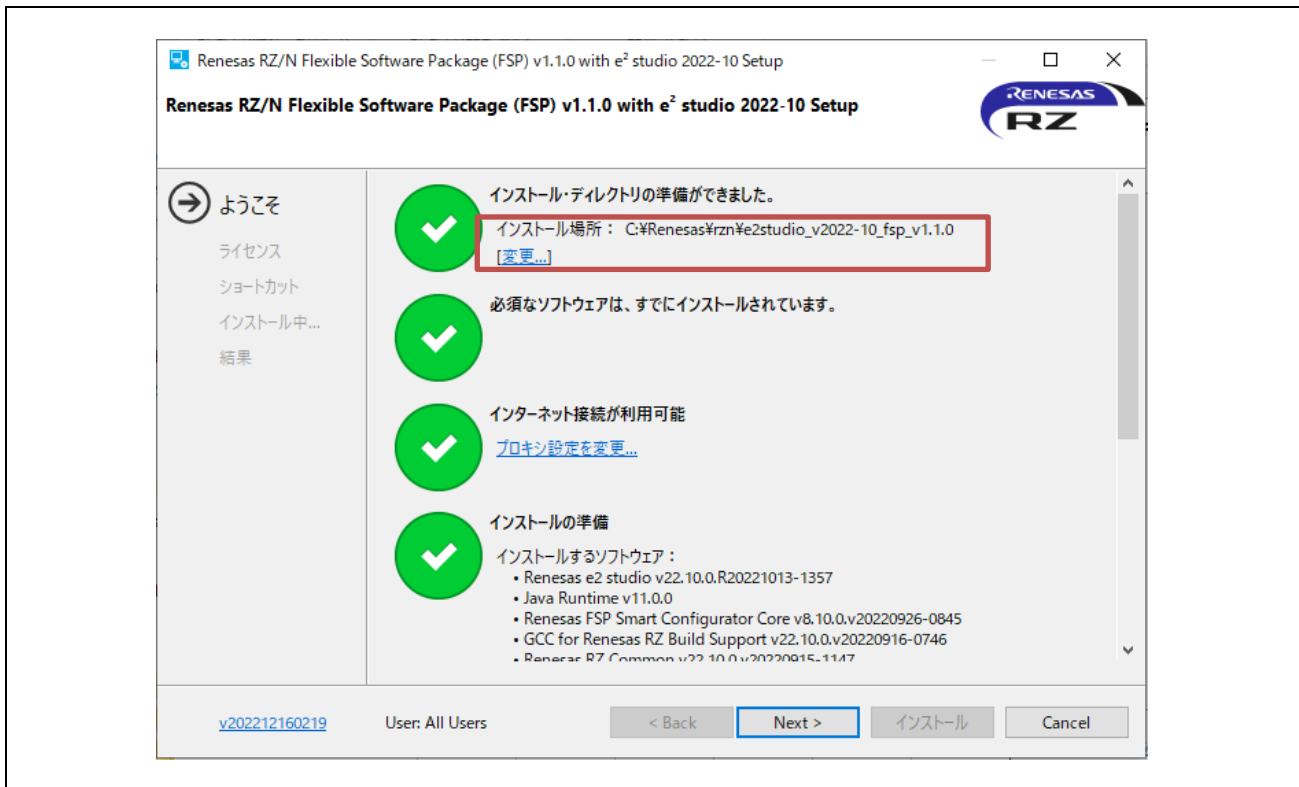 Renesas RZ/N Flexible Software Package (FSP) v1.1.0 with e² studio 2022-10 Setup
Renesas RZ/N Flexible Software Package (FSP) v1.1.0 with e² studio 2022-10 Setup
RENESAS
RZ
ようこそ
ライセンス
ショートカット
インストール中...
結果
インストール・ディレクトリの準備ができました。
インストール場所： C:¥Renesas¥rzn¥e2studio_v2022-10_fsp_v1.1.0
[変更...]
必須なソフトウェアは、すでにインストールされています。
インターネット接続が利用可能
プロキシ設定を変更...
インストールの準備
インストールするソフトウェア：
• Renesas e2 studio v22.10.0.R20221013-1357
• Java Runtime v11.0.0
• Renesas FSP Smart Configurator Core v8.10.0.v20220926-0845
• GCC for Renesas RZ Build Support v22.10.0.v20220916-0746
• Renesas RZ Common v22.10.0.v20220915-1147
v202212160219
User: All Users
< Back
Next >
インストール
Cancel